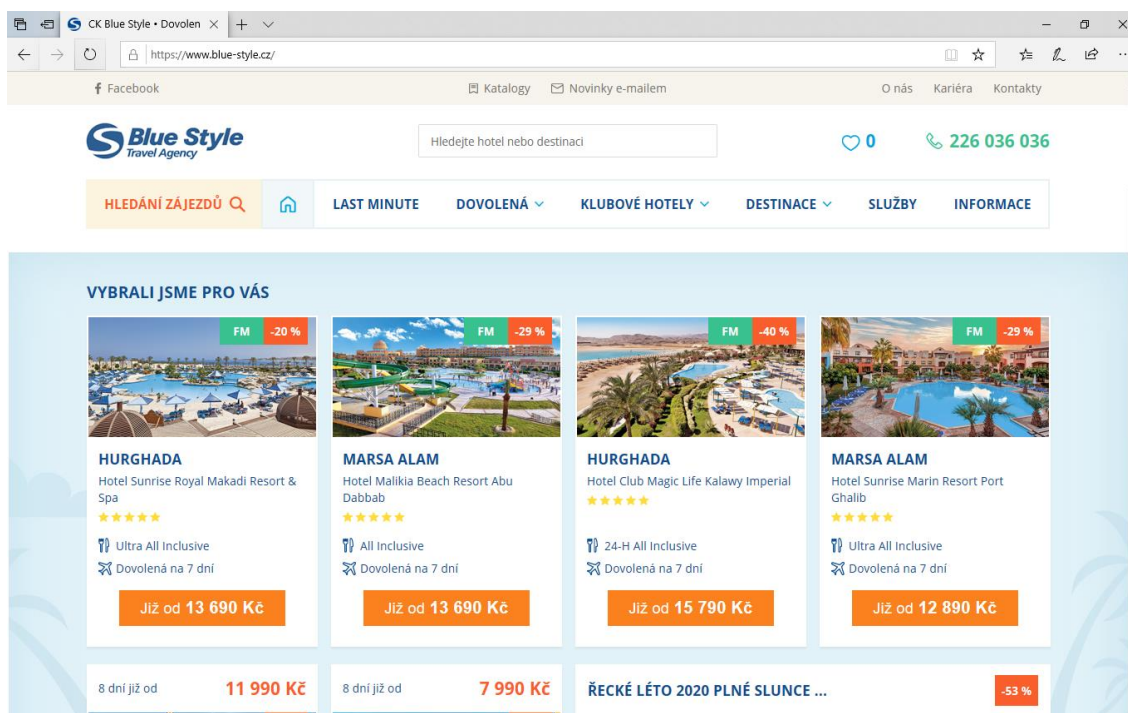 CK Blue Style • Dovolen
https://www.blue-style.cz/
Facebook
Katalogy
Novinky e-mailem
O nás
Kariéra
Kontakty
Blue Style
Travel Agency
Hledejte hotel nebo destinaci
0
226 036 036
HLEDÁNÍ ZÁJEZDŮ
LAST MINUTE
DOVOLENÁ
KLUBOVÉ HOTELY
DESTINACE
SLUŽBY
INFORMACE
VYBRALI JSME PRO VÁS
FM -20 %
HURGHADA
Hotel Sunrise Royal Makadi Resort &
Spa
Ultra All Inclusive
Dovolená na 7 dní
Již od 13 690 Kč
FM -29 %
MARSA ALAM
Hotel Malikia Beach Resort Abu
Dabbab
All Inclusive
Dovolená na 7 dní
Již od 13 690 Kč
FM -40 %
HURGHADA
Hotel Club Magic Life Kalawy Imperial
24-H All Inclusive
Dovolená na 7 dní
Již od 15 790 Kč
FM -29 %
MARSA ALAM
Hotel Sunrise Marin Resort Port
Ghalib
Ultra All Inclusive
Dovolená na 7 dní
Již od 12 890 Kč
8 dní již od 11 990 Kč
8 dní již od 7 990 Kč
ŘECKÉ LÉTO 2020 PLNÉ SLUNCE ...
-53 %